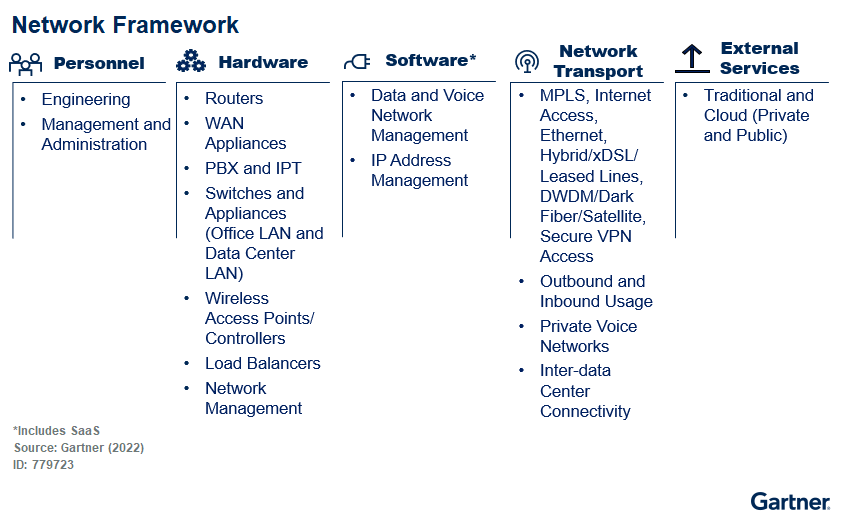 Network Framework
Personnel
• Engineering
• Management and
Administration
Hardware
• Routers
• WAN
Appliances
• PBX and IPT
• Switches and
Appliances
(Office LAN and
Data Center
LAN)
• Wireless
Access Points/
Controllers
• Load Balancers
• Network
Management
Software*
• Data and Voice
Network
Management
• IP Address
Management
Network
Transport
• MPLS, Internet
Access,
Ethernet,
Hybrid/xDSL/
Leased Lines,
DWDM/Dark
Fiber/Satellite,
Secure VPN
Access
• Outbound and
Inbound Usage
• Private Voice
Networks
• Inter-data
Center
Connectivity
External
Services
• Traditional and
Cloud (Private
and Public)
*Includes SaaS
Source: Gartner (2022)
ID: 779723
Gartner